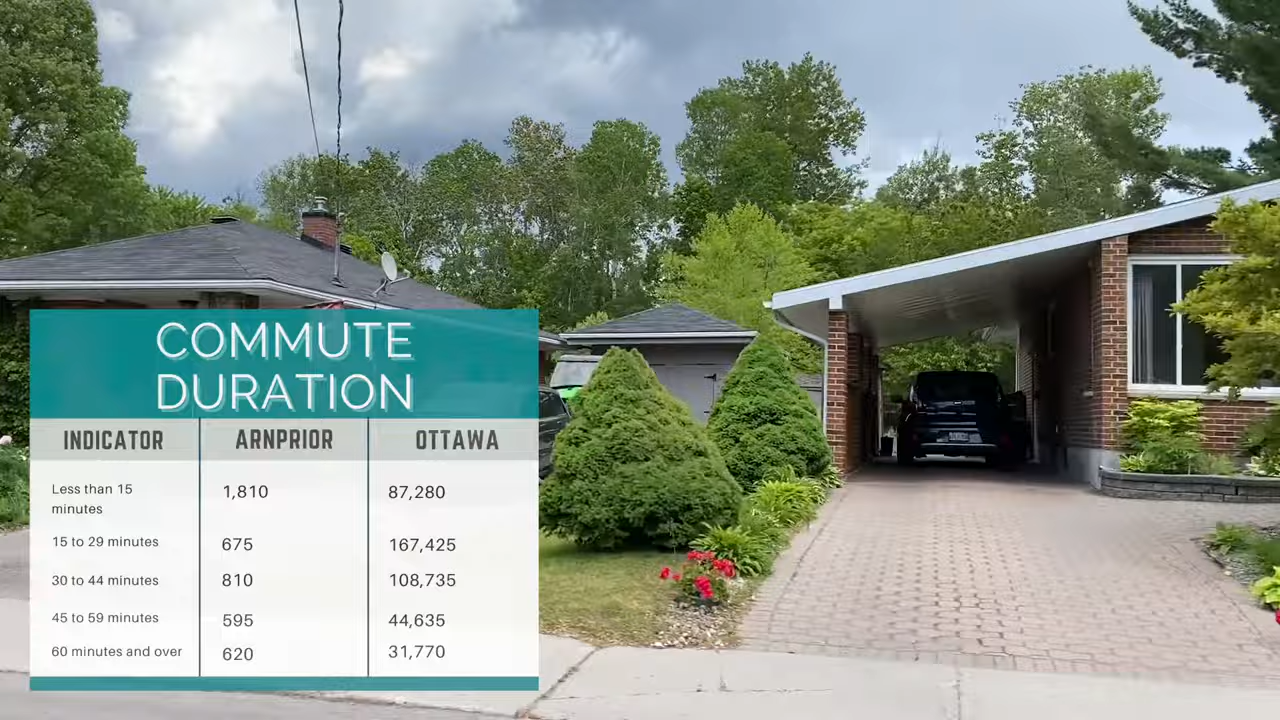 COMMUTE
DURATION
INDICATOR ARNPRIOR OTTAWA
Less than 15
minutes 1,810 87,280
15 to 29 minutes 675 167,425
30 to 44 minutes 810 108,735
45 to 59 minutes 595 44,635
60 minutes and over 620 31,770